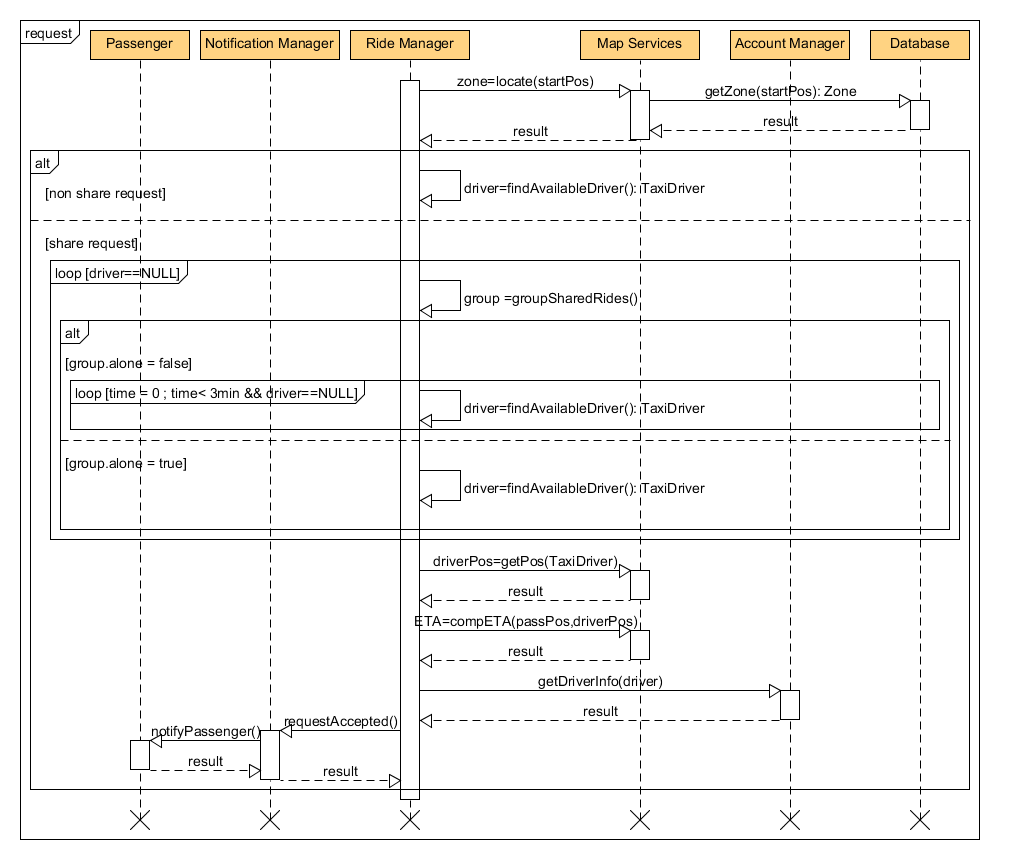 request
Passenger
Notification Manager
Ride Manager
Map Services
Account Manager
Database
zone=locate(startPos)
getZone(startPos): Zone
result
result
alt
[non share request]
driver=findAvailableDriver(): TaxiDriver
[share request]
loop [driver==NULL]
group =groupSharedRides()
alt
[group.alone = false]
loop [time = 0 ; time< 3min && driver==NULL]
driver=findAvailableDriver(): TaxiDriver
[group.alone = true]
driver=findAvailableDriver(): TaxiDriver
driverPos=getPos(TaxiDriver)
result
ETA=compETA(passPos,driverPos)
result
getDriverInfo(driver)
result
requestAccepted()
notifyPassenger()
result
result